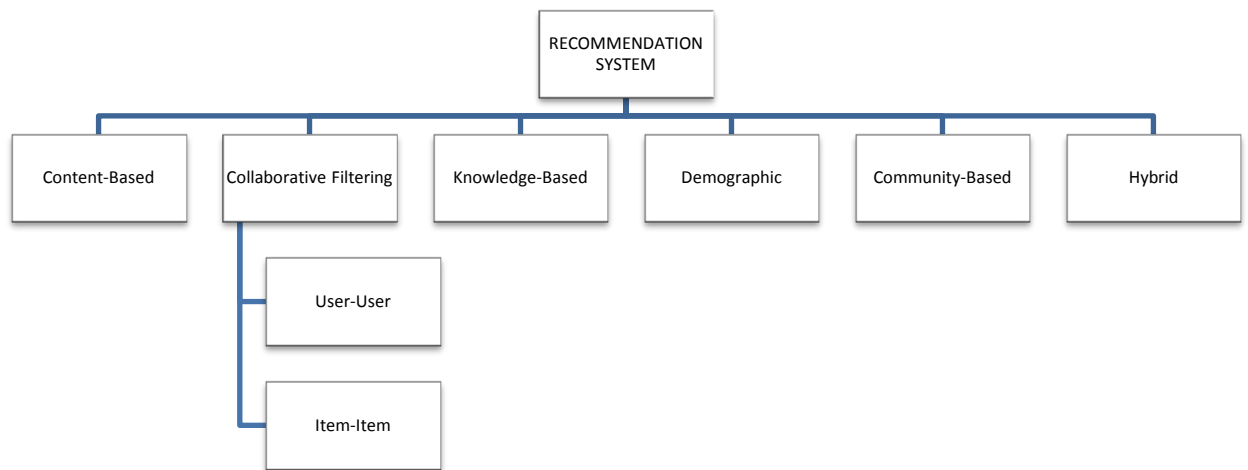 RECOMMENDATION
SYSTEM
Content-Based
Collaborative Filtering
Knowledge-Based
Demographic
Community-Based
Hybrid
User-User
Item-Item